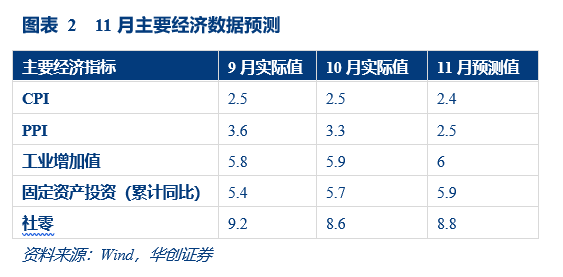 图表 2 11 月主要经济数据预测
主要经济指标 9 月实际值 10 月实际值 11 月预测值
CPI 2.5 2.5 2.4
PPI 3.6 3.3 2.5
工业增加值 5.8 5.9 6
固定资产投资（累计同比） 5.4 5.7 5.9
社零 9.2 8.6 8.8
资料来源：Wind，华创证券